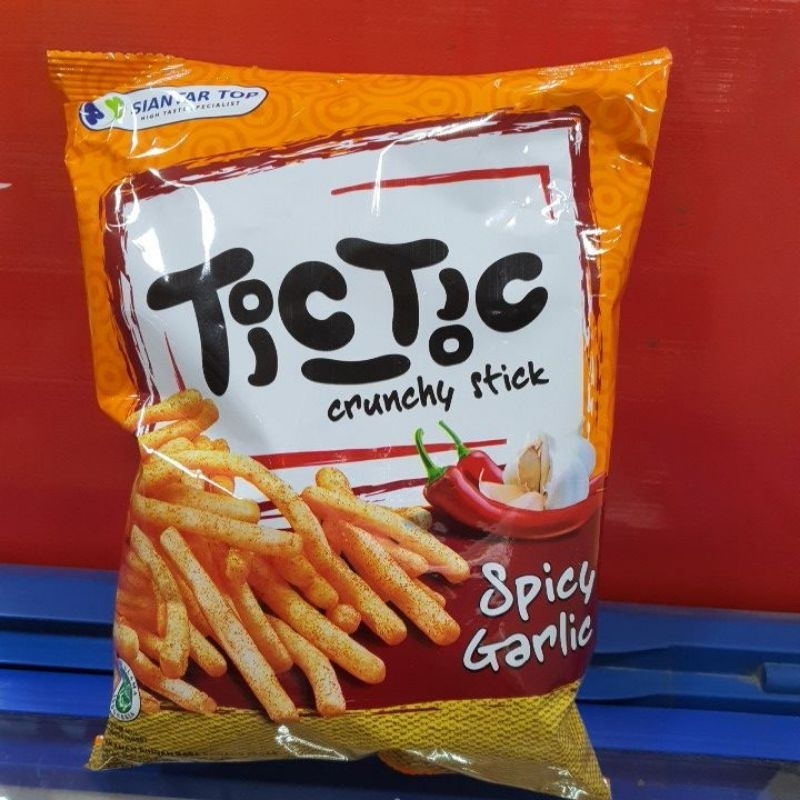 SIANTAR TOP
HIGH TASTE SPECIALIST
TicTic
crunchy stick
Spicy
Garlic